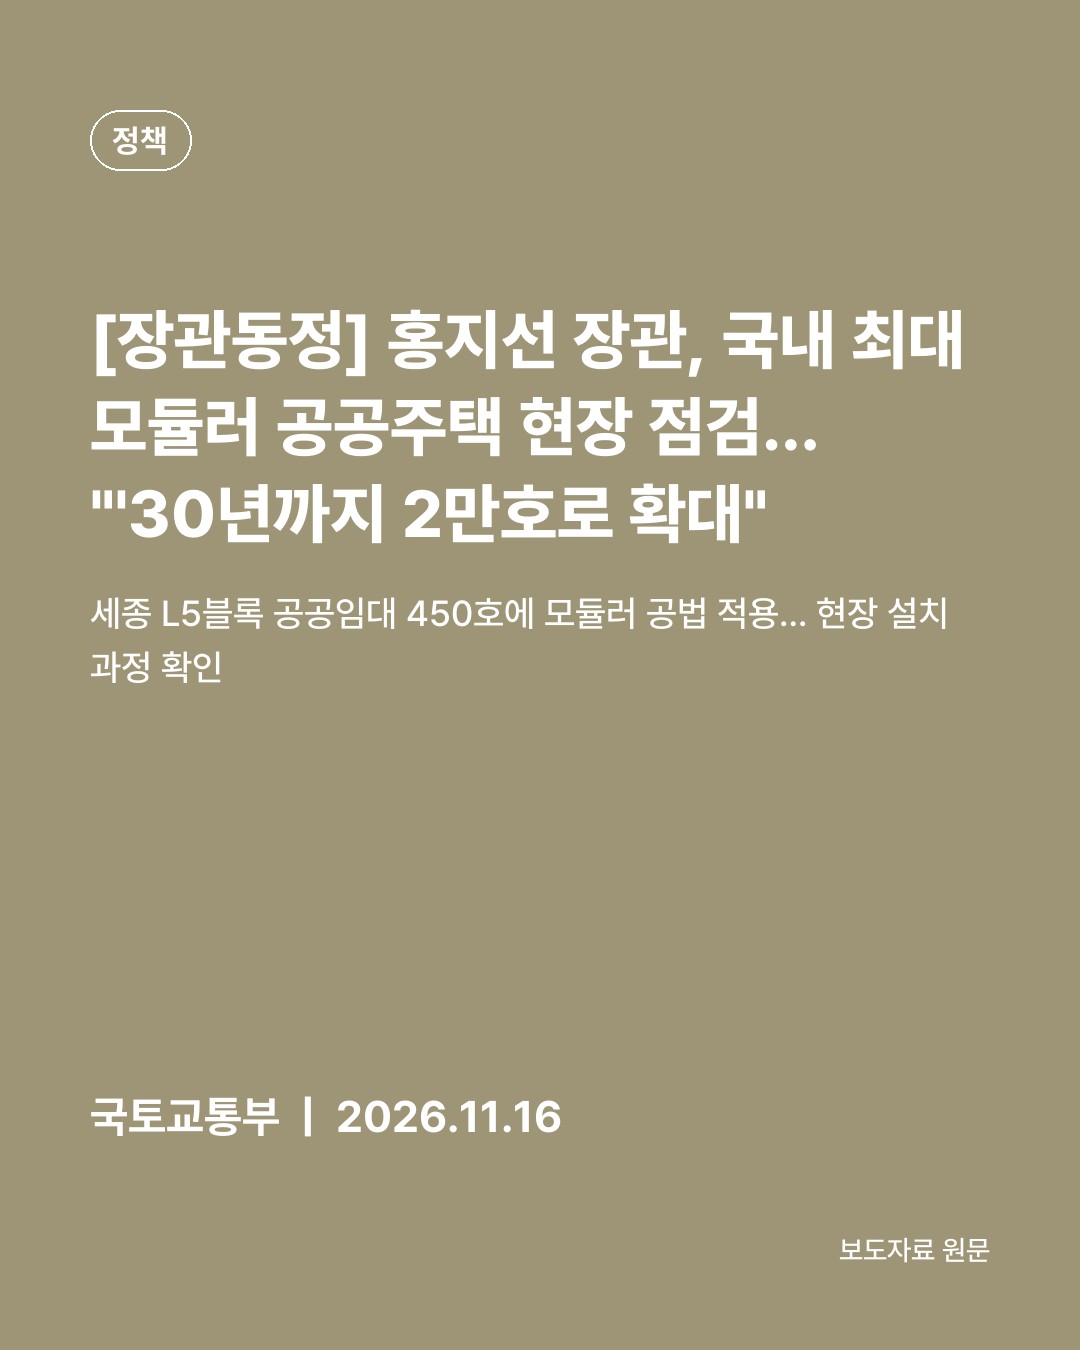 정책
[장관동정] 홍지선 장관, 국내 최대
모듈러 공공주택 현장 점검...
"'30년까지 2만호로 확대"
세종 L5블록 공공임대 450호에 모듈러 공법 적용... 현장 설치
과정 확인
국토교통부 | 2026.11.16
보도자료 원문